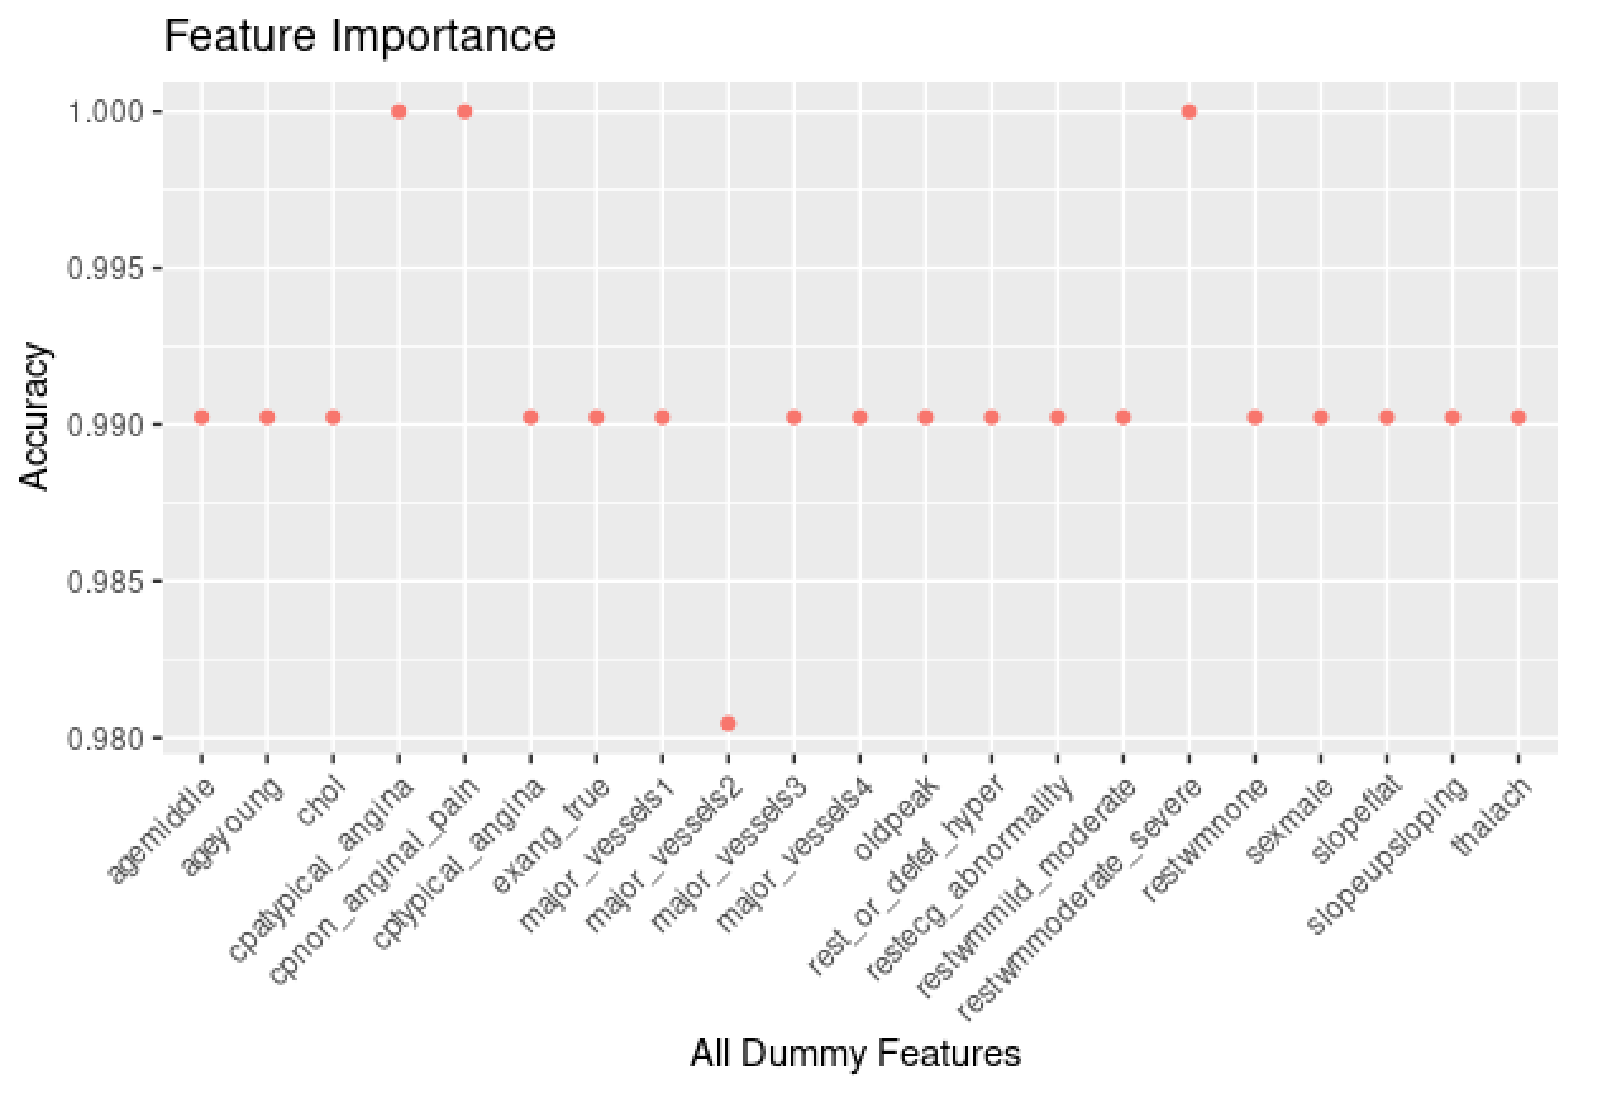 Feature Importance
1.000
0.995
0.990
0.985
0.980
Accuracy
agemiddle
ageyoung
chol
cpatypical_angina
cpnon_anginal_pain
cptypical_angina
exang_true
major_vessels1
major_vessels2
major_vessels3
major_vessels4
oldpeak
rest_or_defef_hyper
restecg_abnormality
restwmmild_moderate
restwmmoderate_severe
restwmnone
sexmale
slopeflat
slopeupsloping
thalach
All Dummy Features